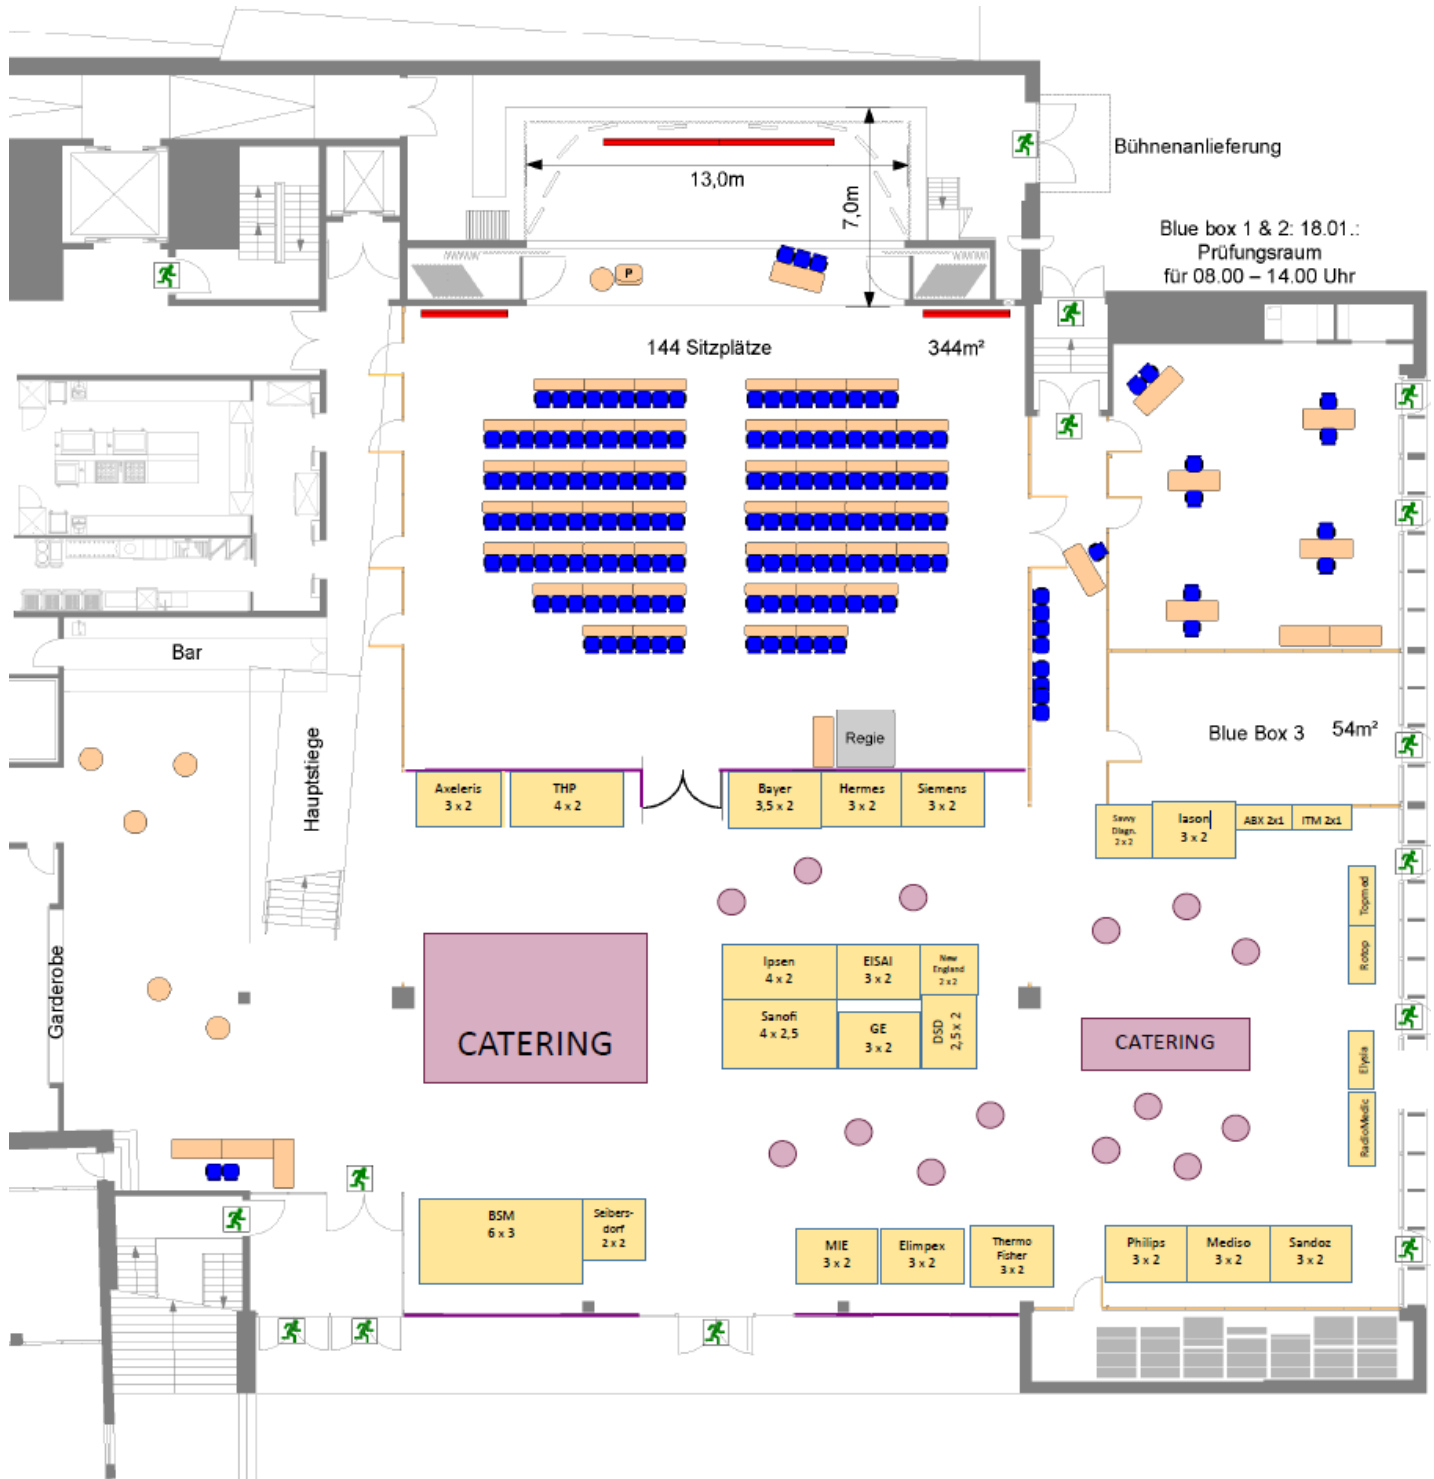 Bühnenanlieferung
13,0m
7,0m
Blue box 1 & 2: 18.01.:
Prüfungsraum
für 08.00 – 14.00 Uhr
P
144 Sitzplätze
344m²
Bar
Hauptstiege
Regie
Blue Box 3
54m²
Axeleris
3 x 2
THP
4 x 2
Bayer
3,5 x 2
Hermes
3 x 2
Siemens
3 x 2
Savvy
Diagn.
2 x 2
Iason
3 x 2
ABX 2x1
ITM 2x1
Topmed
Rotop
Garderobe
CATERING
Ipsen
4 x 2
EISAI
3 x 2
New
England
2 x 2
Sanofi
4 x 2,5
GE
3 x 2
DSD
2,5 x 2
CATERING
Elysia
RadioMedic
BSM
6 x 3
Seibers-
dorf
2 x 2
MIE
3 x 2
Elimpex
3 x 2
Thermo
Fisher
3 x 2
Philips
3 x 2
Mediso
3 x 2
Sandoz
3 x 2